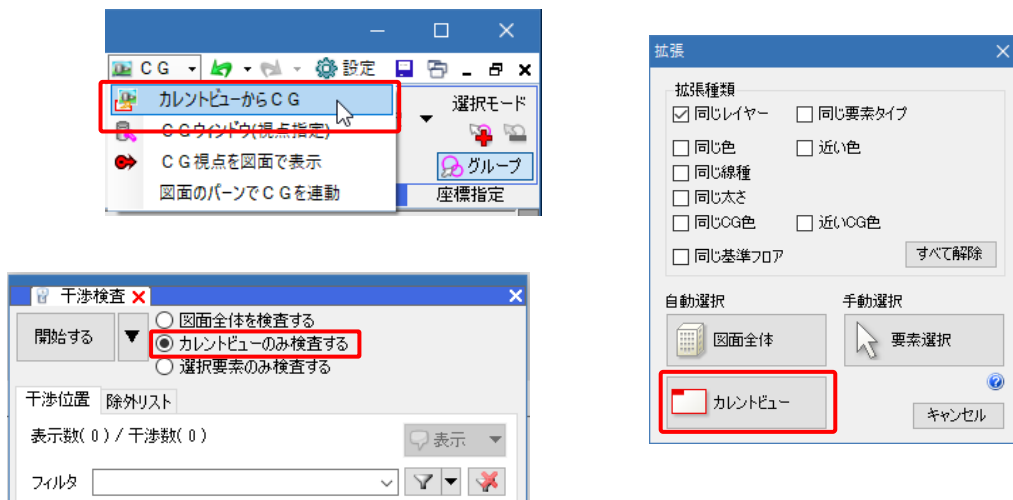 CG
設定
カレントビューからCG
CGウィンドウ(視点指定)
CG視点を図面で表示
図面のパーンでCGを連動
選択モード
グループ
座標指定
拡張
拡張種類
同じレイヤー 同じ要素タイプ
同じ色 近い色
同じ線種
同じ太さ
同じCG色 近いCG色
同じ基準フロア すべて解除
自動選択 手動選択
図面全体 要素選択
カレントビュー
キャンセル
干渉検査
開始する
図面全体を検査する
カレントビューのみ検査する
選択要素のみ検査する
干渉位置 除外リスト
表示数(0)/干渉数(0)
表示
フィルタ